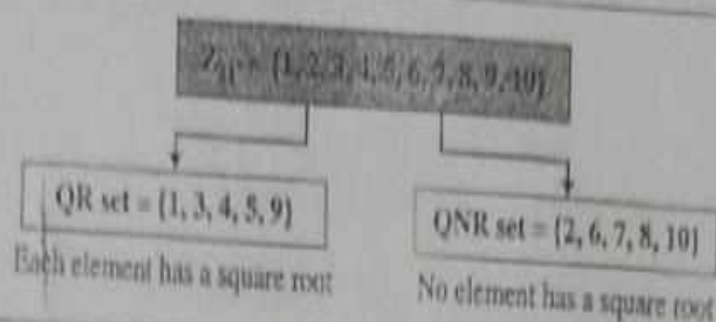 Z₁₁* = {1, 2, 3, 4, 5, 6, 7, 8, 9, 10}
QR set = {1, 3, 4, 5, 9}
QNR set = {2, 6, 7, 8, 10}
Each element has a square root
No element has a square root